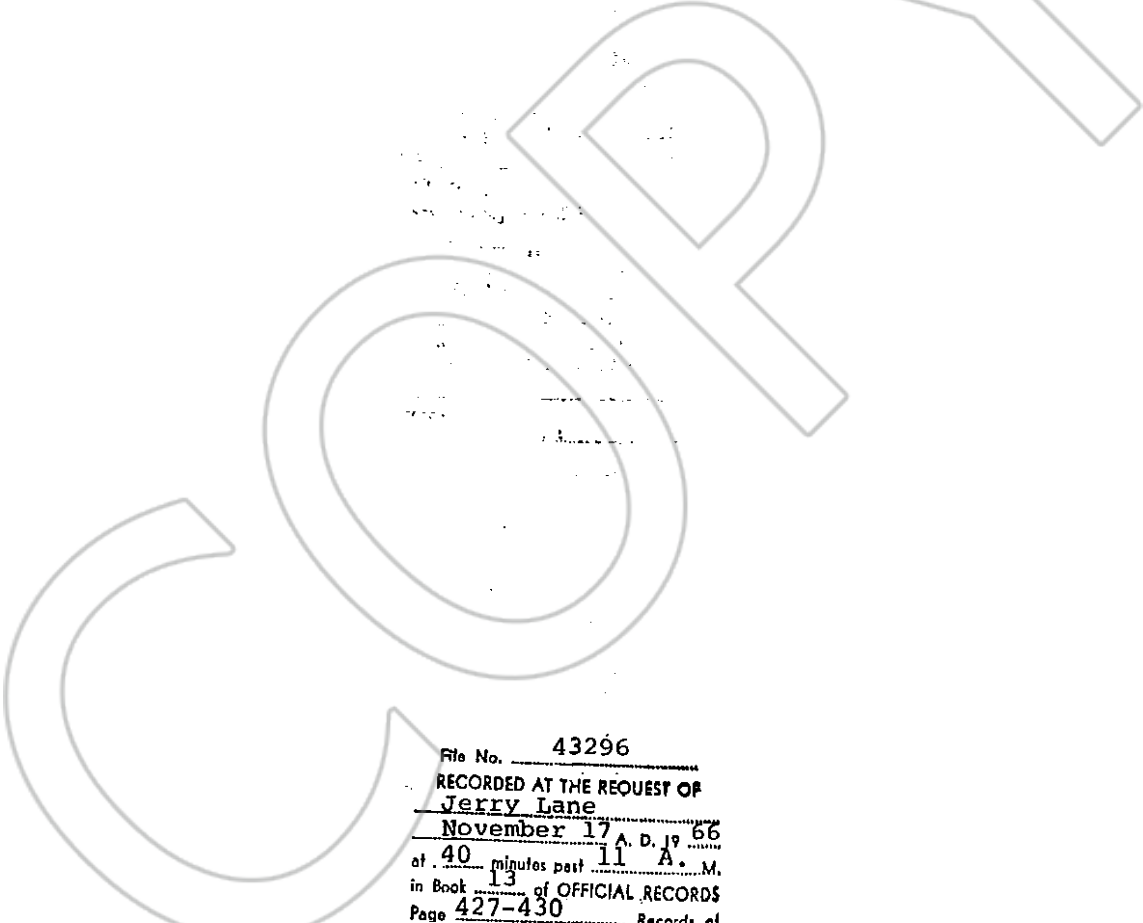 COPY
File No. 43296
RECORDED AT THE REQUEST OF
Jerry Lane
November 17 A. D. 19 66
at 40 minutes past 11 A. M.
in Book 13 of OFFICIAL RECORDS
Page 427-430 Records of